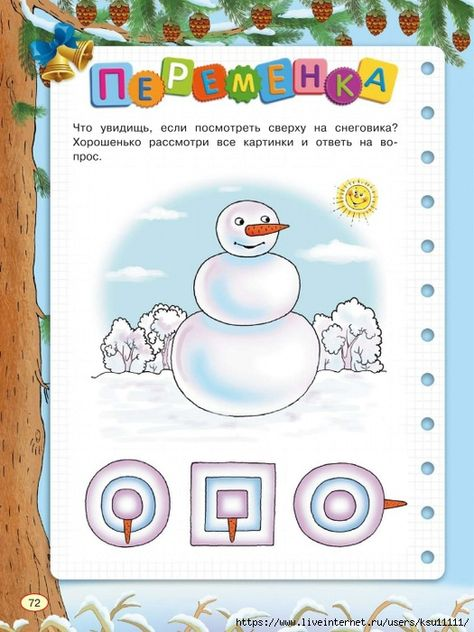 ПЕРЕМЕНКА
Что увидишь, если посмотреть сверху на снеговика?
Хорошенько рассмотри все картинки и ответь на во-
прос.
72
https://www.liveinternet.ru/users/ksu11111/